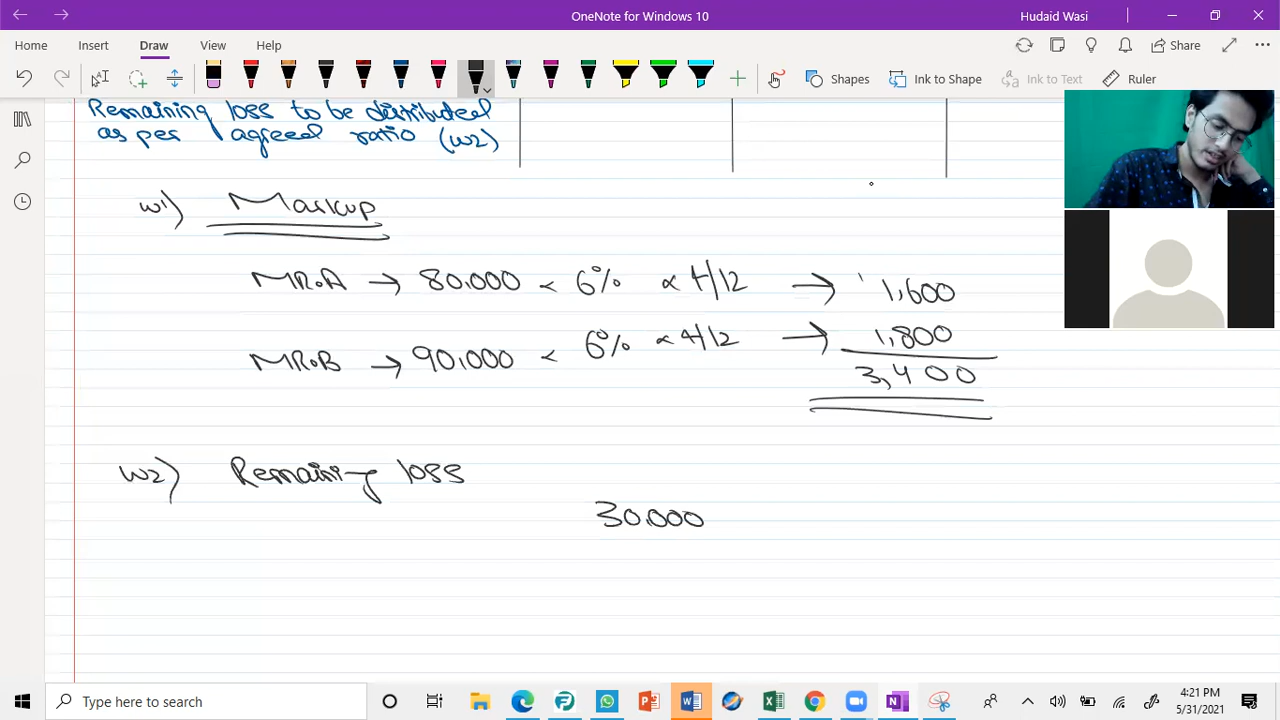 OneNote for Windows 10
Hudaid Wasi
Home Insert Draw View Help
Share
Shapes
Ink to Shape
Ink to Text
Ruler
Remaining loss to be distributed
as per agreed ratio (W2)
W1) Markup
MR.A → 80,000 × 6% × 4/12 → 1,600
MR.B → 90,000 × 6% × 4/12 → 1,800
3,400
W2) Remaining loss
30,000
Type here to search
4:21 PM
5/31/2021